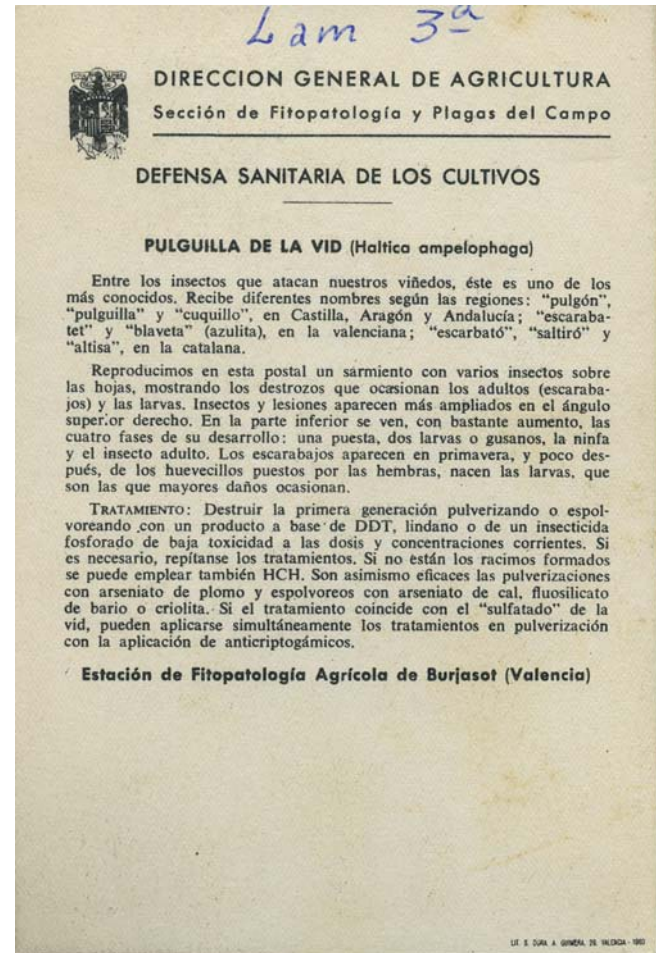 Lam 3ª
DIRECCION GENERAL DE AGRICULTURA
Sección de Fitopatología y Plagas del Campo
DEFENSA SANITARIA DE LOS CULTIVOS
PULGUILLA DE LA VID (Haltica ampelophaga)
Entre los insectos que atacan nuestros viñedos, éste es uno de los
más conocidos. Recibe diferentes nombres según las regiones: "pulgón",
"pulguilla" y "cuquillo", en Castilla, Aragón y Andalucía; "escaraba-
tet" y "blaveta" (azulita), en la valenciana; "escarbató", "saltiró" y
"altisa", en la catalana.
Reproducimos en esta postal un sarmiento con varios insectos sobre
las hojas, mostrando los destrozos que ocasionan los adultos (escaraba-
jos) y las larvas. Insectos y lesiones aparecen más ampliados en el ángulo
superior derecho. En la parte inferior se ven, con bastante aumento, las
cuatro fases de su desarrollo: una puesta, dos larvas o gusanos, la ninfa
y el insecto adulto. Los escarabajos aparecen en primavera, y poco des-
pués, de los huevecillos puestos por las hembras, nacen las larvas, que
son las que mayores daños ocasionan.
TRATAMIENTO: Destruir la primera generación pulverizando o espol-
voreando con un producto a base de DDT, lindano o de un insecticida
fosforado de baja toxicidad a las dosis y concentraciones corrientes. Si
es necesario, repítanse los tratamientos. Si no están los racimos formados
se puede emplear también HCH. Son asimismo eficaces las pulverizaciones
con arseniato de plomo y espolvoreos con arseniato de cal, fluosilicato
de bario o criolita. Si el tratamiento coincide con el "sulfatado" de la
vid, pueden aplicarse simultáneamente los tratamientos en pulverización
con la aplicación de anticriptogámicos.
Estación de Fitopatología Agrícola de Burjasot (Valencia)
LIT. S. DURÁ. A. GUIMERA, 29. VALENCIA - 1960